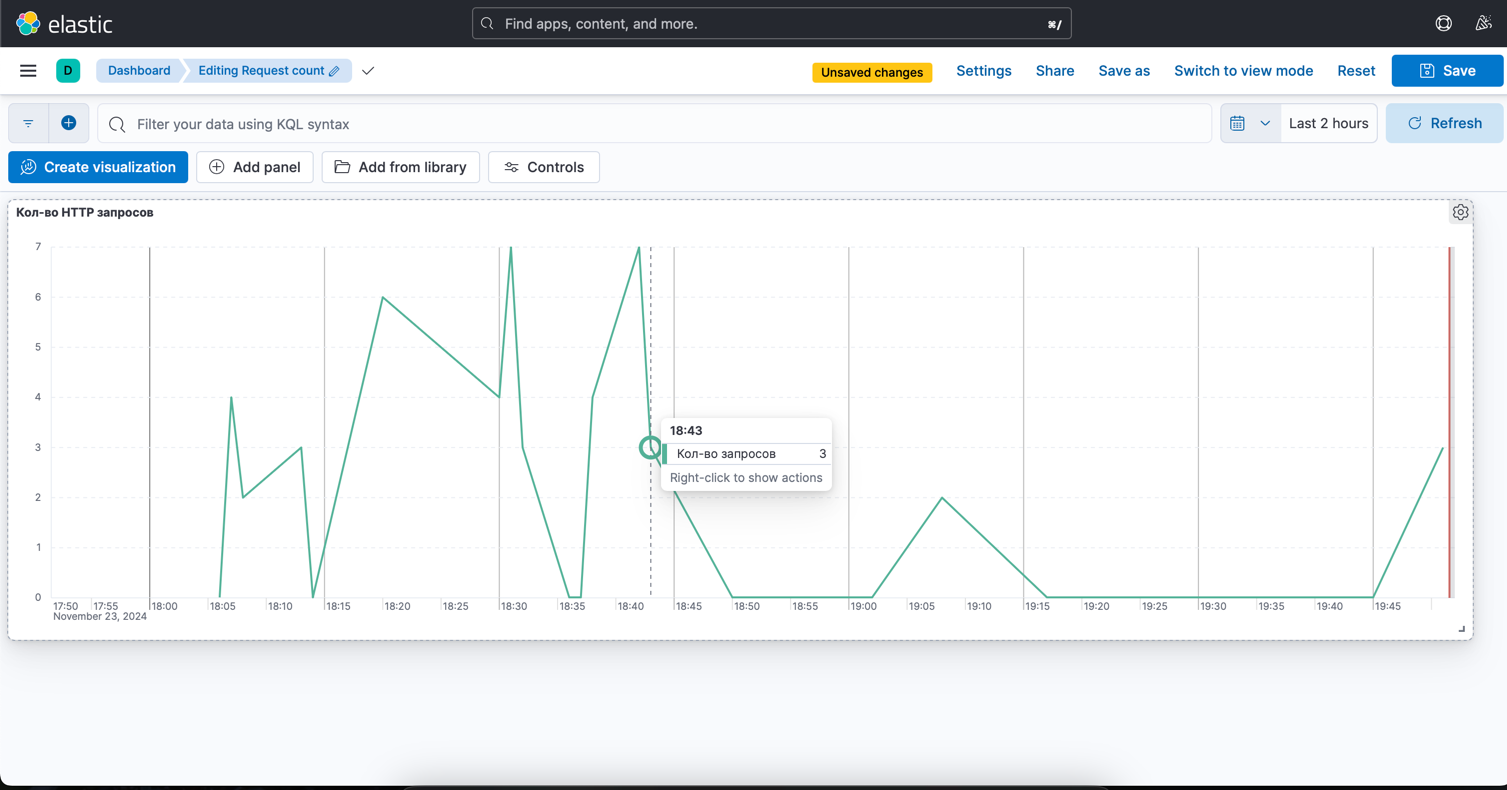 elastic
Find apps, content, and more.
⌘/
D
Dashboard
Editing Request count
Unsaved changes
Settings
Share
Save as
Switch to view mode
Reset
Save
Filter your data using KQL syntax
Last 2 hours
Refresh
Create visualization
Add panel
Add from library
Controls
Кол-во HTTP запросов
7
6
5
4
3
2
1
0
18:43
Кол-во запросов 3
Right-click to show actions
17:50 17:55 18:00 18:05 18:10 18:15 18:20 18:25 18:30 18:35 18:40 18:45 18:50 18:55 19:00 19:05 19:10 19:15 19:20 19:25 19:30 19:35 19:40 19:45
November 23, 2024